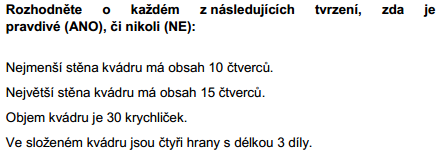 Rozhodněte o každém z následujících tvrzení, zda je
pravdivé (ANO), či nikoli (NE):
Nejmenší stěna kvádru má obsah 10 čtverců.
Největší stěna kvádru má obsah 15 čtverců.
Objem kvádru je 30 krychliček.
Ve složeném kvádru jsou čtyři hrany s délkou 3 díly.